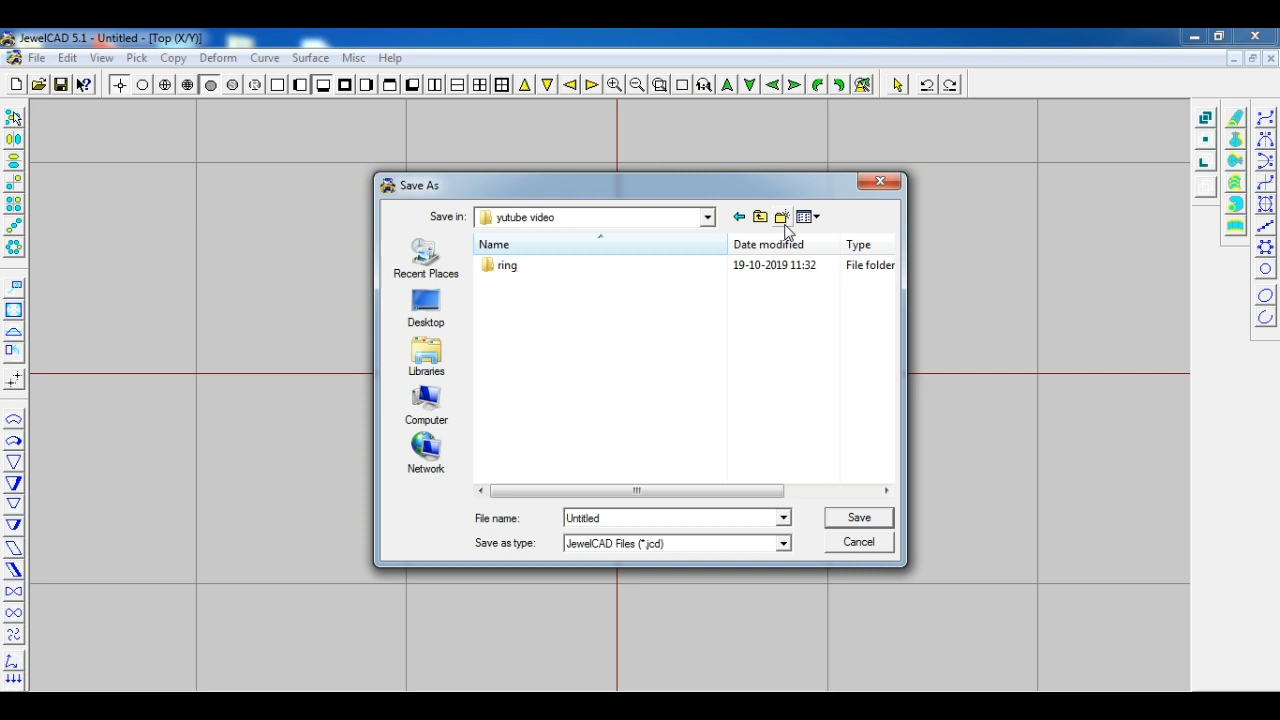 JewelCAD 5.1 - Untitled - [Top (X/Y)]
File Edit View Pick Copy Deform Curve Surface Misc Help
Save As
Save in: yutube video
Name Date modified Type
ring 19-10-2019 11:32 File folder
Recent Places
Desktop
Libraries
Computer
Network
File name: Untitled Save
Save as type: JewelCAD Files (*.jcd) Cancel